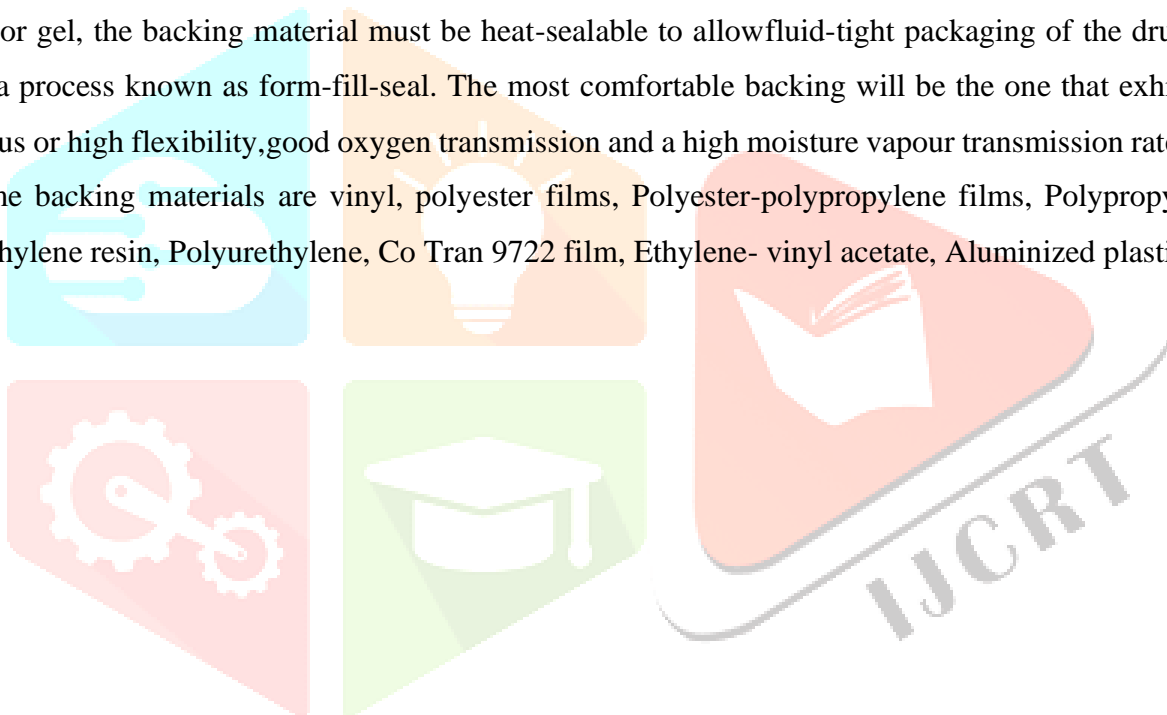 or gel, the backing material must be heat-sealable to allowfluid-tight packaging of the dru
a process known as form-fill-seal. The most comfortable backing will be the one that exhi
us or high flexibility,good oxygen transmission and a high moisture vapour transmission rate
ne backing materials are vinyl, polyester films, Polyester-polypropylene films, Polypropy
hylene resin, Polyurethylene, Co Tran 9722 film, Ethylene- vinyl acetate, Aluminized plasti
IJCRT